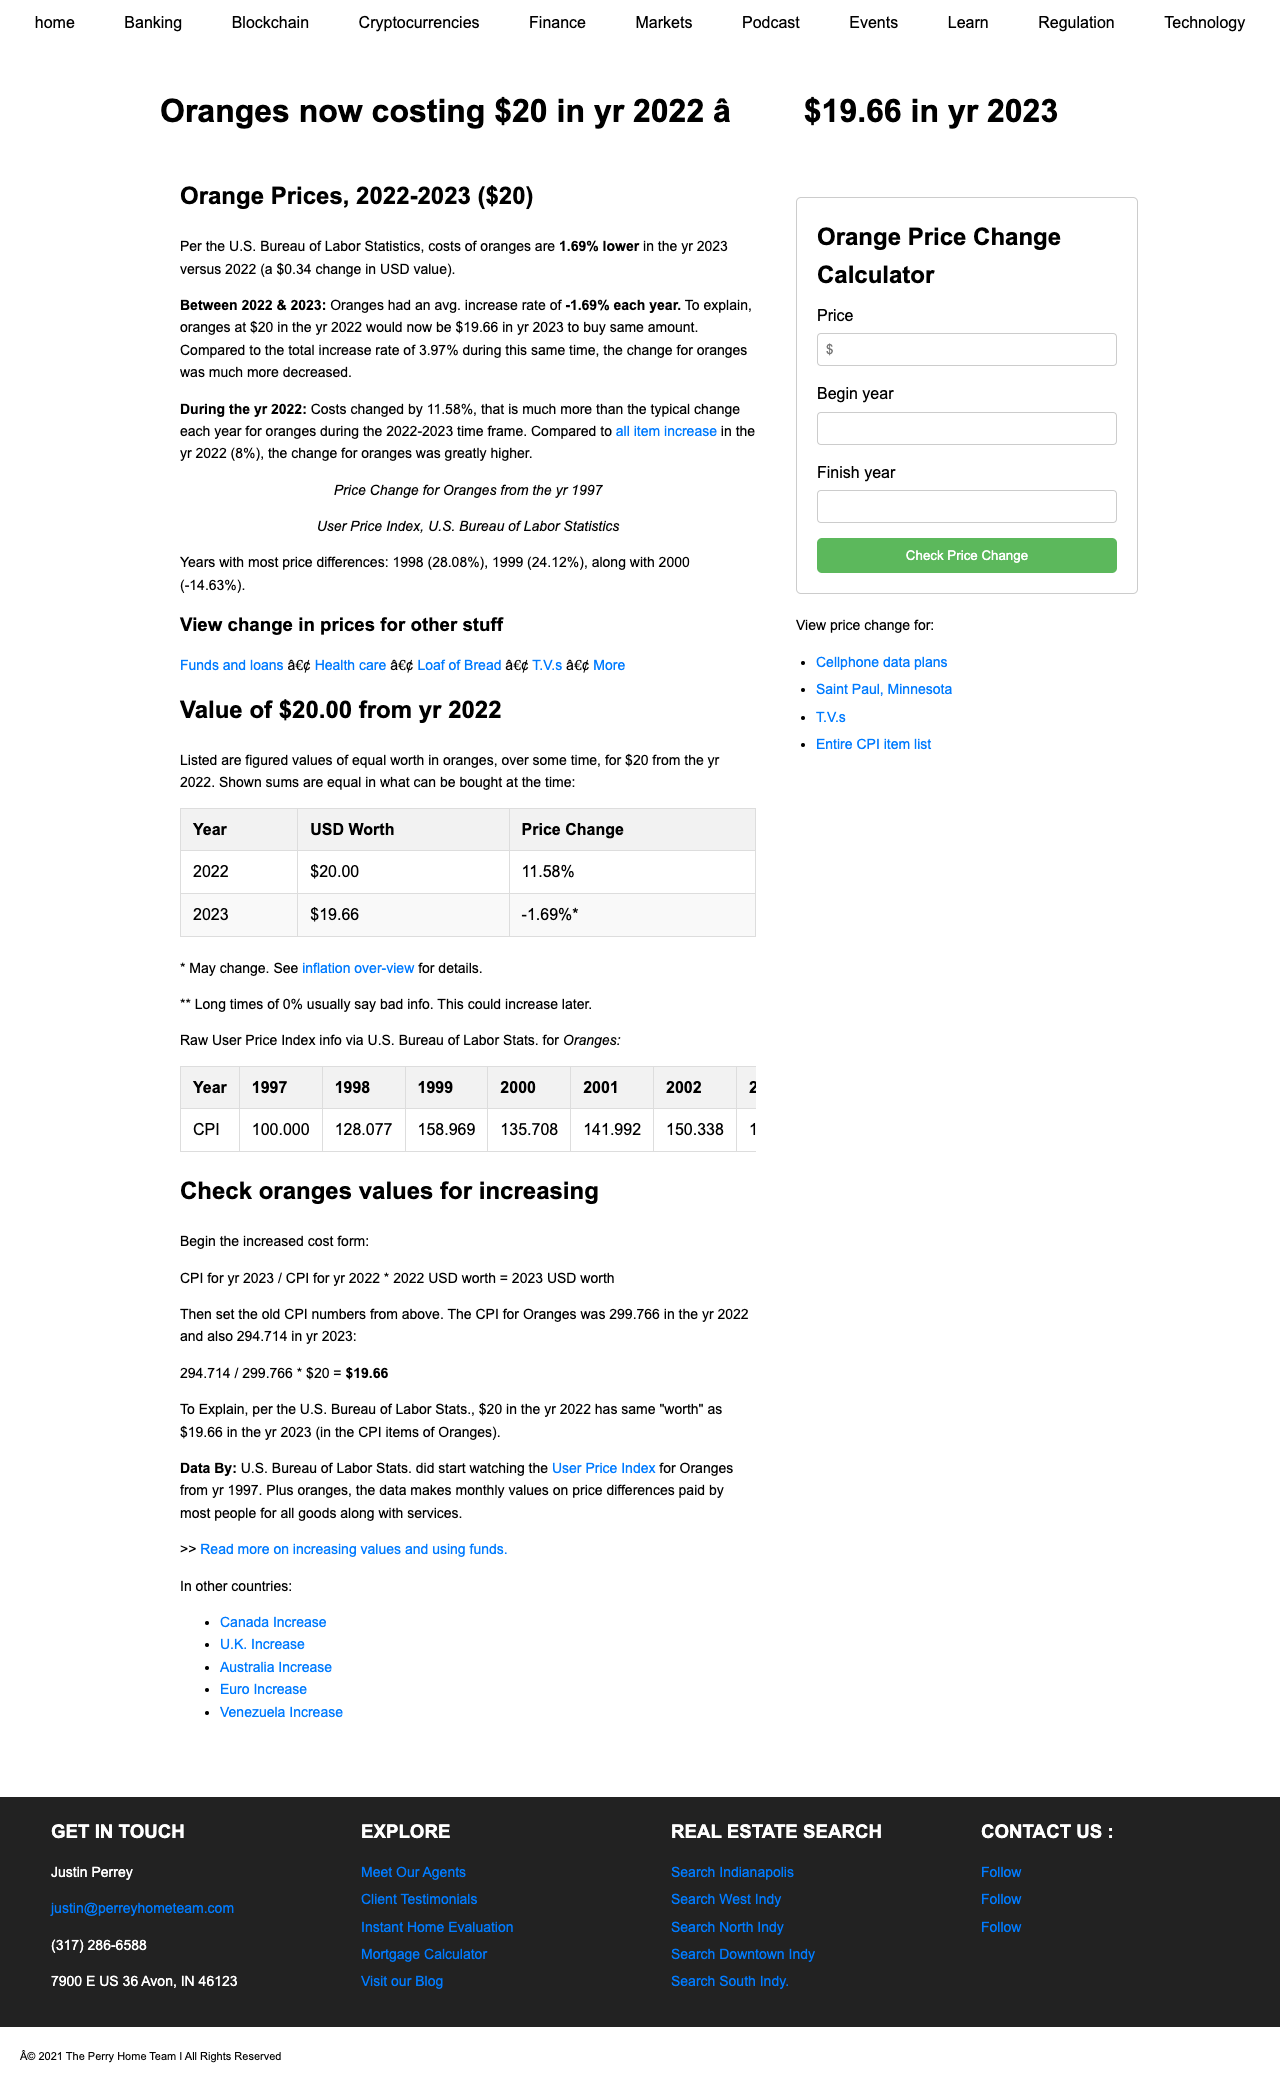 home Banking Blockchain Cryptocurrencies Finance Markets Podcast Events Learn Regulation Technology
Oranges now costing $20 in yr 2022 â $19.66 in yr 2023
Orange Prices, 2022-2023 ($20)
Per the U.S. Bureau of Labor Statistics, costs of oranges are 1.69% lower in the yr 2023
versus 2022 (a $0.34 change in USD value).
Between 2022 & 2023: Oranges had an avg. increase rate of -1.69% each year. To explain,
oranges at $20 in the yr 2022 would now be $19.66 in yr 2023 to buy same amount.
Compared to the total increase rate of 3.97% during this same time, the change for oranges
was much more decreased.
During the yr 2022: Costs changed by 11.58%, that is much more than the typical change
each year for oranges during the 2022-2023 time frame. Compared to all item increase in the
yr 2022 (8%), the change for oranges was greatly higher.
Price Change for Oranges from the yr 1997
User Price Index, U.S. Bureau of Labor Statistics
Years with most price differences: 1998 (28.08%), 1999 (24.12%), along with 2000
(-14.63%).
View change in prices for other stuff
Funds and loans â€¢ Health care â€¢ Loaf of Bread â€¢ T.V.s â€¢ More
Value of $20.00 from yr 2022
Listed are figured values of equal worth in oranges, over some time, for $20 from the yr
2022. Shown sums are equal in what can be bought at the time:
Year USD Worth Price Change
2022 $20.00 11.58%
2023 $19.66 -1.69%*
* May change. See inflation over-view for details.
** Long times of 0% usually say bad info. This could increase later.
Raw User Price Index info via U.S. Bureau of Labor Stats. for Oranges:
Year 1997 1998 1999 2000 2001 2002 2
CPI 100.000 128.077 158.969 135.708 141.992 150.338 1
Check oranges values for increasing
Begin the increased cost form:
CPI for yr 2023 / CPI for yr 2022 * 2022 USD worth = 2023 USD worth
Then set the old CPI numbers from above. The CPI for Oranges was 299.766 in the yr 2022
and also 294.714 in yr 2023:
294.714 / 299.766 * $20 = $19.66
To Explain, per the U.S. Bureau of Labor Stats., $20 in the yr 2022 has same "worth" as
$19.66 in the yr 2023 (in the CPI items of Oranges).
Data By: U.S. Bureau of Labor Stats. did start watching the User Price Index for Oranges
from yr 1997. Plus oranges, the data makes monthly values on price differences paid by
most people for all goods along with services.
>> Read more on increasing values and using funds.
In other countries:
• Canada Increase
• U.K. Increase
• Australia Increase
• Euro Increase
• Venezuela Increase
Orange Price Change
Calculator
Price
$
Begin year
Finish year
Check Price Change
View price change for:
• Cellphone data plans
• Saint Paul, Minnesota
• T.V.s
• Entire CPI item list
GET IN TOUCH
Justin Perrey
justin@perreyhometeam.com
(317) 286-6588
7900 E US 36 Avon, IN 46123
EXPLORE
Meet Our Agents
Client Testimonials
Instant Home Evaluation
Mortgage Calculator
Visit our Blog
REAL ESTATE SEARCH
Search Indianapolis
Search West Indy
Search North Indy
Search Downtown Indy
Search South Indy.
CONTACT US :
Follow
Follow
Follow
Â© 2021 The Perry Home Team I All Rights Reserved